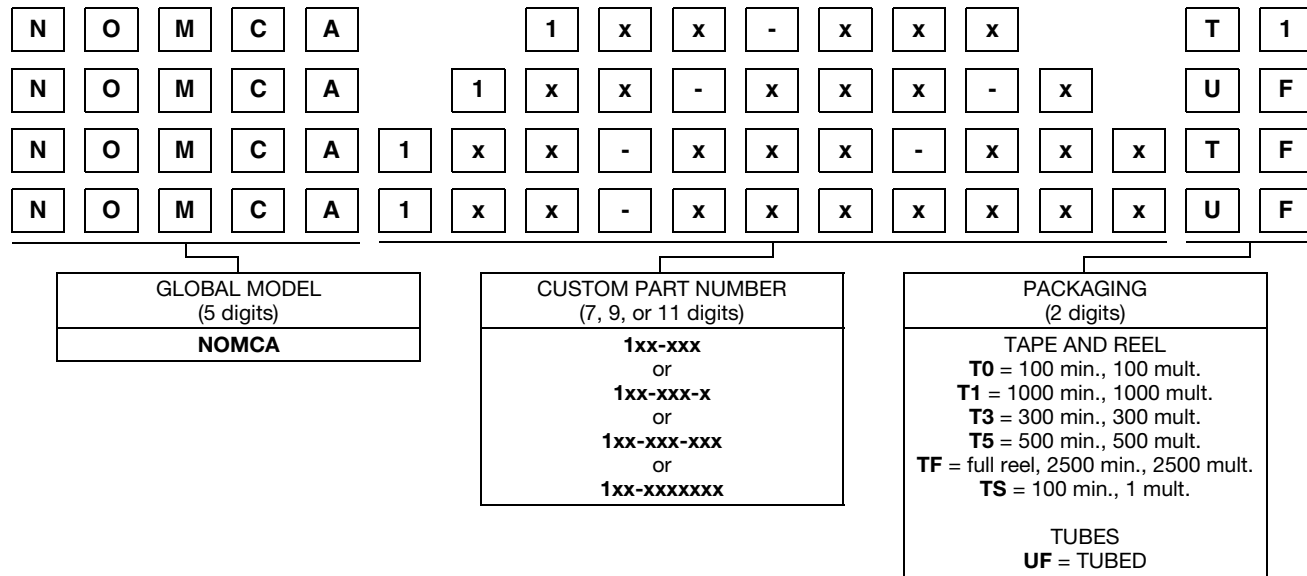 N O M C A 1 x x - x x x T 1
N O M C A 1 x x - x x x - x U F
N O M C A 1 x x - x x x - x x x T F
N O M C A 1 x x - x x x x x x x U F
GLOBAL MODEL
(5 digits)
NOMCA
CUSTOM PART NUMBER
(7, 9, or 11 digits)
1xx-xxx
or
1xx-xxx-x
or
1xx-xxx-xxx
or
1xx-xxxxxxx
PACKAGING
(2 digits)
TAPE AND REEL
T0 = 100 min., 100 mult.
T1 = 1000 min., 1000 mult.
T3 = 300 min., 300 mult.
T5 = 500 min., 500 mult.
TF = full reel, 2500 min., 2500 mult.
TS = 100 min., 1 mult.
TUBES
UF = TUBED